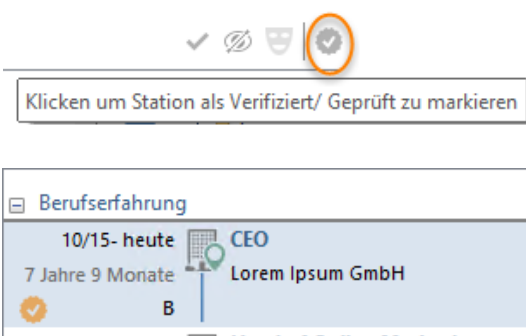 Klicken um Station als Verifiziert/ Geprüft zu markieren
Berufserfahrung
10/15- heute CEO
7 Jahre 9 Monate Lorem Ipsum GmbH
B